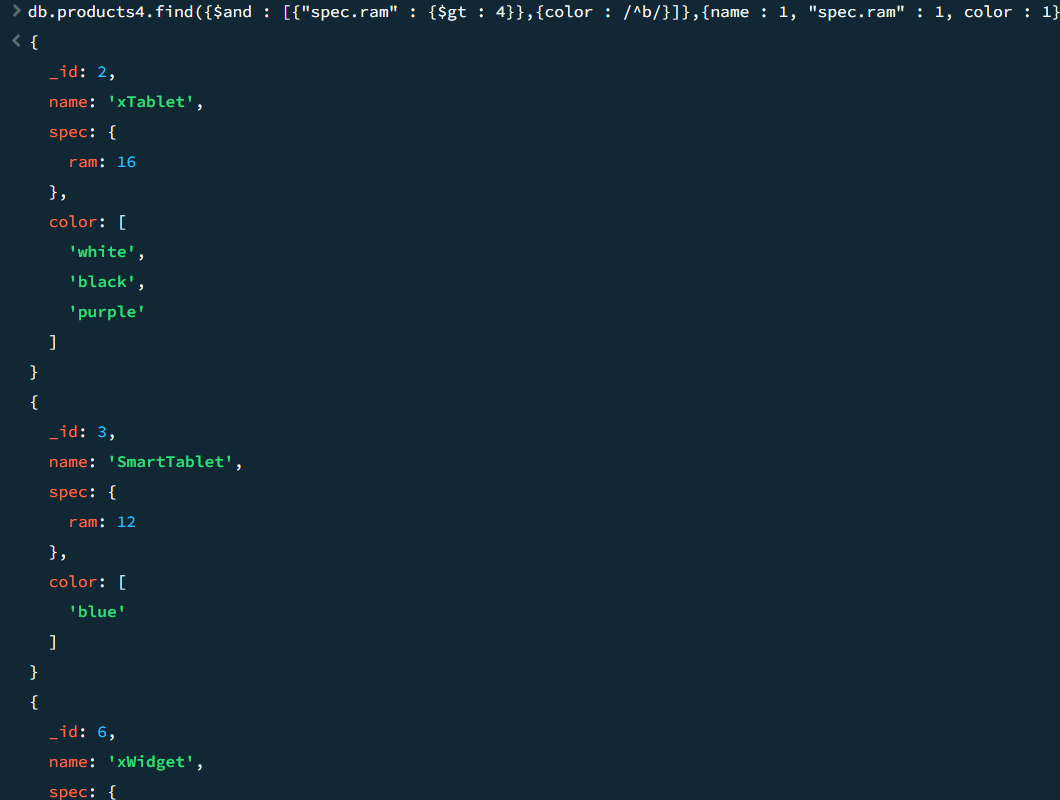 db.products4.find({$and : [{"spec.ram" : {$gt : 4}},{color : /^b/}]},{name : 1, "spec.ram" : 1, color : 1}
{
  _id: 2,
  name: 'xTablet',
  spec: {
    ram: 16
  },
  color: [
    'white',
    'black',
    'purple'
  ]
}
{
  _id: 3,
  name: 'SmartTablet',
  spec: {
    ram: 12
  },
  color: [
    'blue'
  ]
}
{
  _id: 6,
  name: 'xWidget',
  spec: {